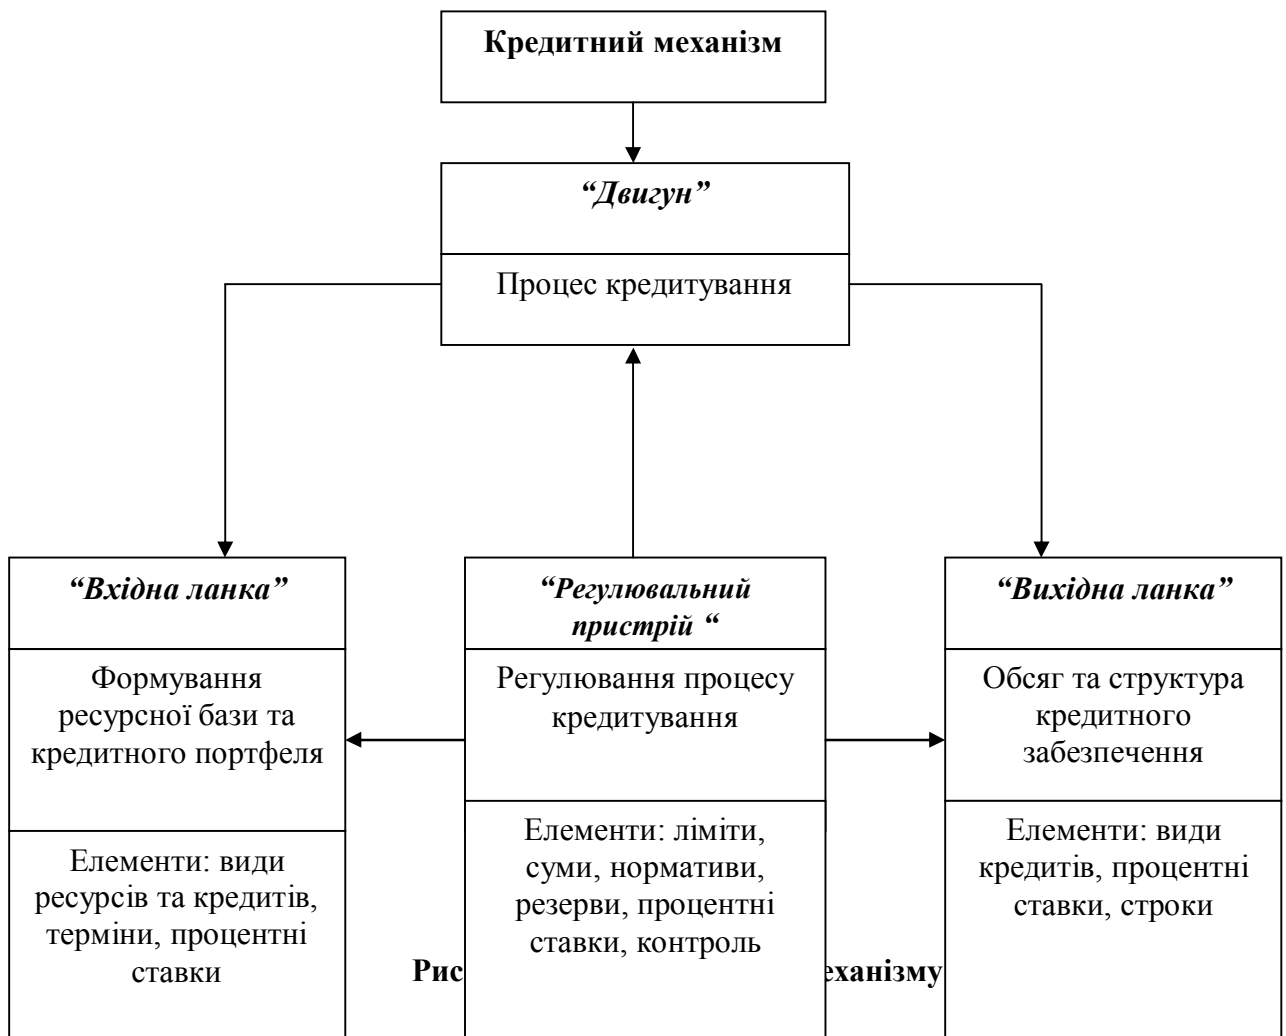 Кредитний механізм
“Двигун”
Процес кредитування
“Вхідна ланка”
Формування
ресурсної бази та
кредитного портфеля
Елементи: види
ресурсів та кредитів,
терміни, процентні
ставки
“Регулювальний
пристрій “
Регулювання процесу
кредитування
Елементи: ліміти,
суми, нормативи,
резерви, процентні
ставки, контроль
“Вихідна ланка”
Обсяг та структура
кредитного
забезпечення
Елементи: види
кредитів, процентні
ставки, строки
Рис еханізму